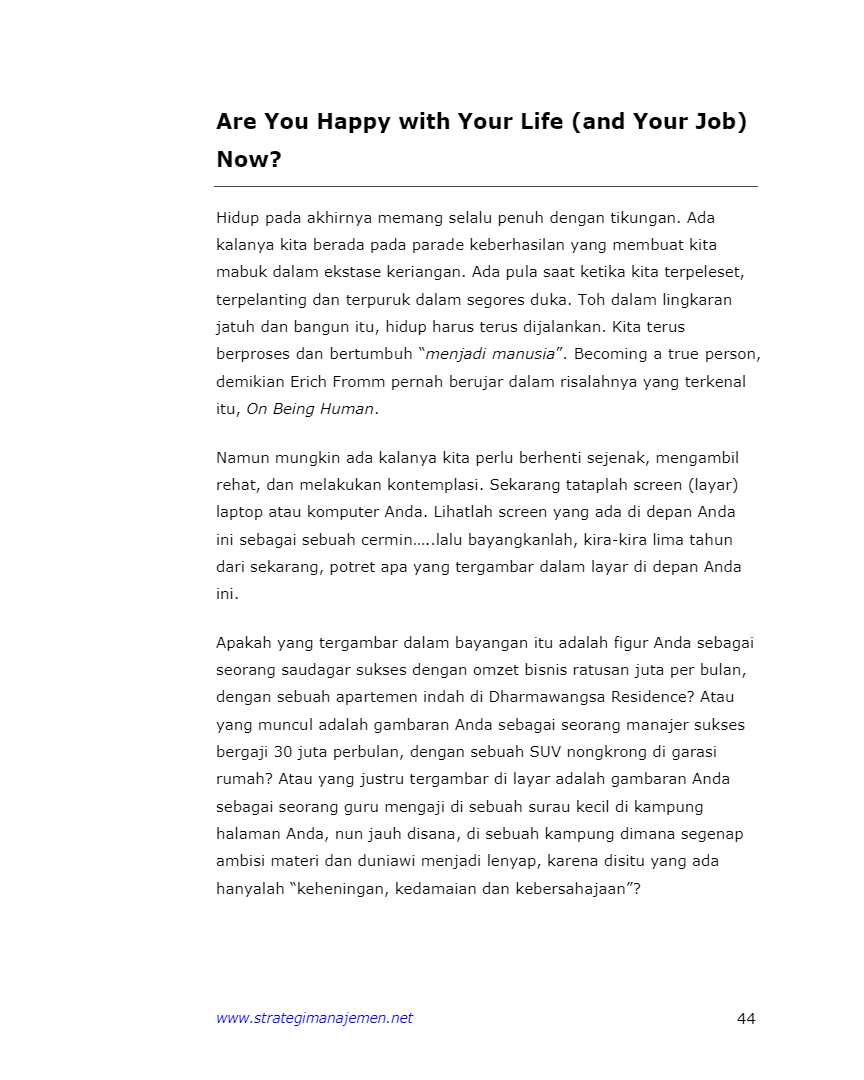 Are You Happy with Your Life (and Your Job)
Now?
Hidup pada akhirnya memang selalu penuh dengan tikungan. Ada
kalanya kita berada pada parade keberhasilan yang membuat kita
mabuk dalam ekstase keriangan. Ada pula saat ketika kita terpeleset,
terpelanting dan terpuruk dalam segores duka. Toh dalam lingkaran
jatuh dan bangun itu, hidup harus terus dijalankan. Kita terus
berproses dan bertumbuh “menjadi manusia”. Becoming a true person,
demikian Erich Fromm pernah berujar dalam risalahnya yang terkenal
itu, On Being Human.
Namun mungkin ada kalanya kita perlu berhenti sejenak, mengambil
rehat, dan melakukan kontemplasi. Sekarang tataplah screen (layar)
laptop atau komputer Anda. Lihatlah screen yang ada di depan Anda
ini sebagai sebuah cermin…..lalu bayangkanlah, kira-kira lima tahun
dari sekarang, potret apa yang tergambar dalam layar di depan Anda
ini.
Apakah yang tergambar dalam bayangan itu adalah figur Anda sebagai
seorang saudagar sukses dengan omzet bisnis ratusan juta per bulan,
dengan sebuah apartemen indah di Dharmawangsa Residence? Atau
yang muncul adalah gambaran Anda sebagai seorang manajer sukses
bergaji 30 juta perbulan, dengan sebuah SUV nongkrong di garasi
rumah? Atau yang justru tergambar di layar adalah gambaran Anda
sebagai seorang guru mengaji di sebuah surau kecil di kampung
halaman Anda, nun jauh disana, di sebuah kampung dimana segenap
ambisi materi dan duniawi menjadi lenyap, karena disitu yang ada
hanyalah “keheningan, kedamaian dan kebersahajaan”?
www.strategimanajemen.net 44